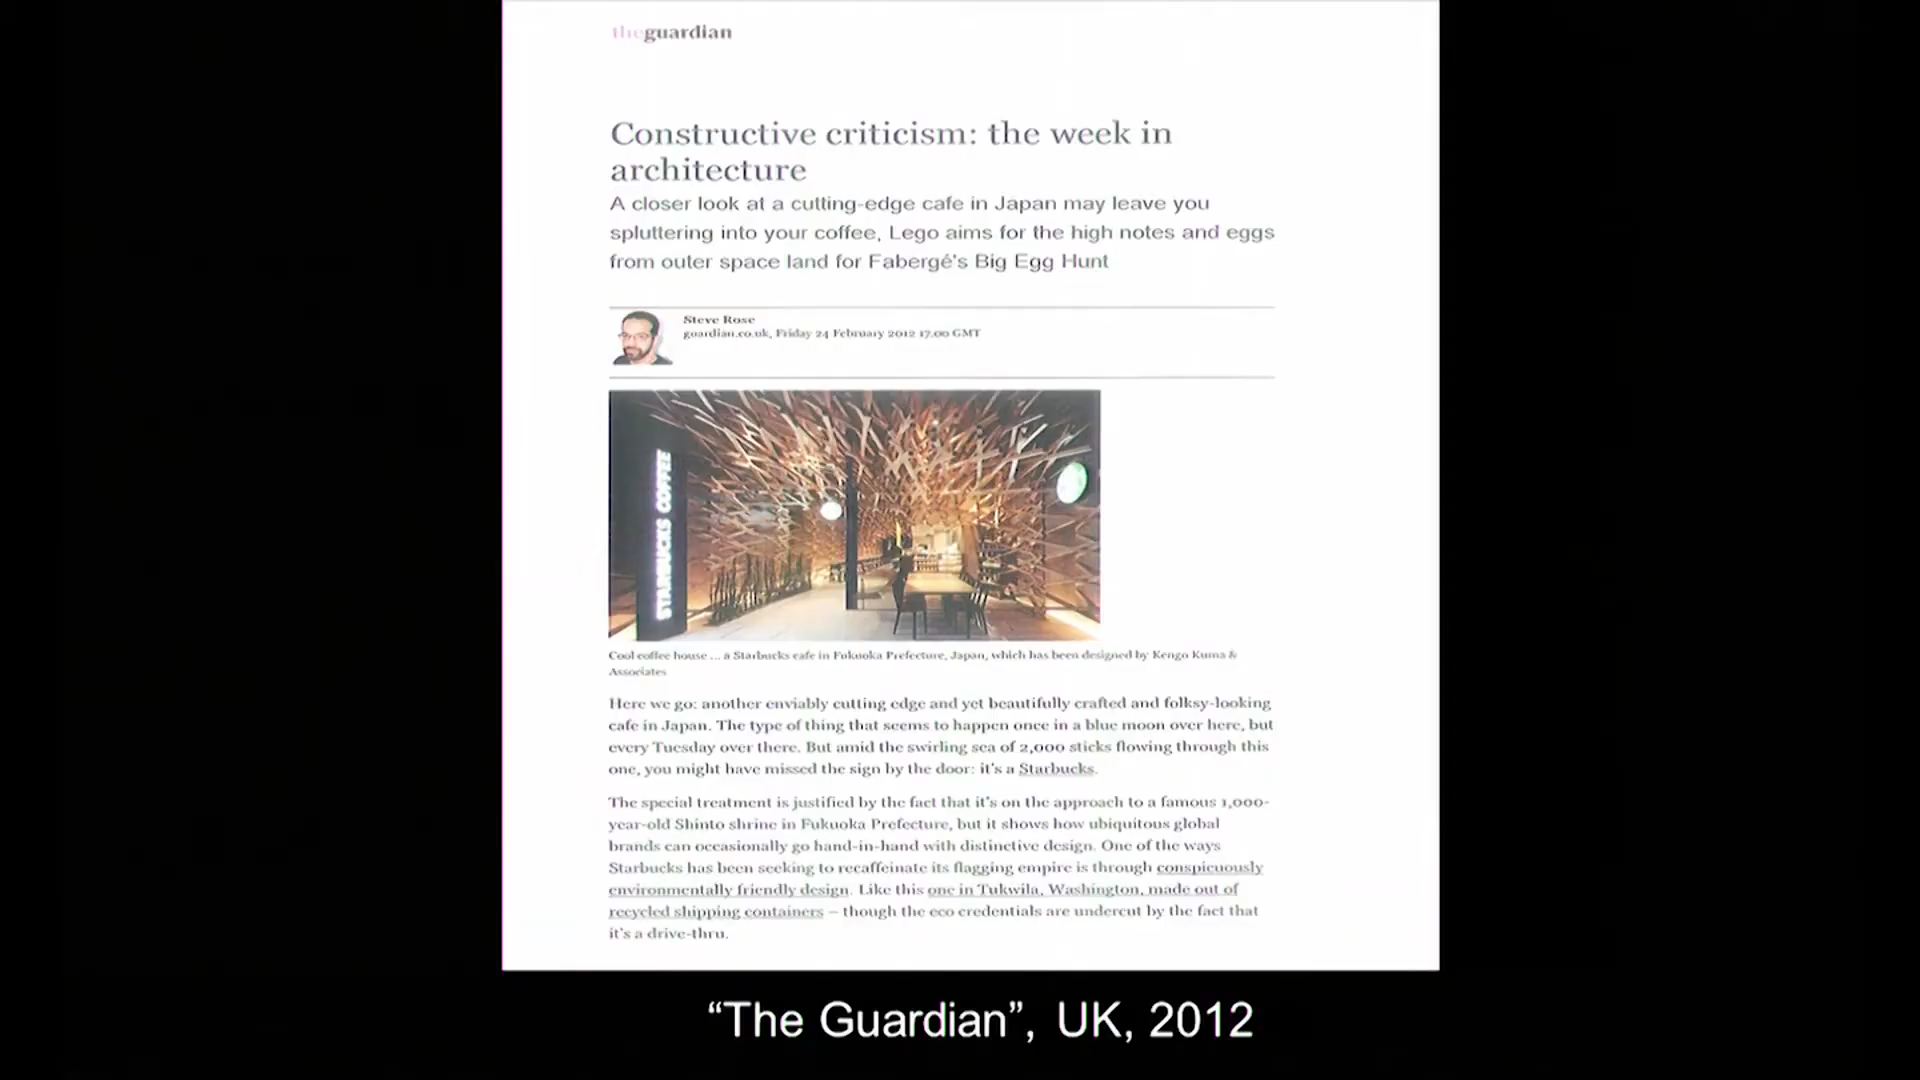 theguardian
Constructive criticism: the week in
architecture
A closer look at a cutting-edge cafe in Japan may leave you
spluttering into your coffee, Lego aims for the high notes and eggs
from outer space land for Fabergé's Big Egg Hunt
Steve Rose
guardian.co.uk, Friday 24 February 2012 17.00 GMT
STARBUCKS COFFEE
Cool coffee house ... a Starbucks cafe in Fukuoka Prefecture, Japan, which has been designed by Kengo Kuma &
Associates
Here we go: another enviably cutting edge and yet beautifully crafted and folksy-looking
cafe in Japan. The type of thing that seems to happen once in a blue moon over here, but
every Tuesday over there. But amid the swirling sea of 2,000 sticks flowing through this
one, you might have missed the sign by the door: it's a Starbucks.
The special treatment is justified by the fact that it's on the approach to a famous 1,000-
year-old Shinto shrine in Fukuoka Prefecture, but it shows how ubiquitous global
brands can occasionally go hand-in-hand with distinctive design. One of the ways
Starbucks has been seeking to recaffeinate its flagging empire is through conspicuously
environmentally friendly design. Like this one in Tukwila, Washington, made out of
recycled shipping containers – though the eco credentials are undercut by the fact that
it's a drive-thru.
“The Guardian”, UK, 2012